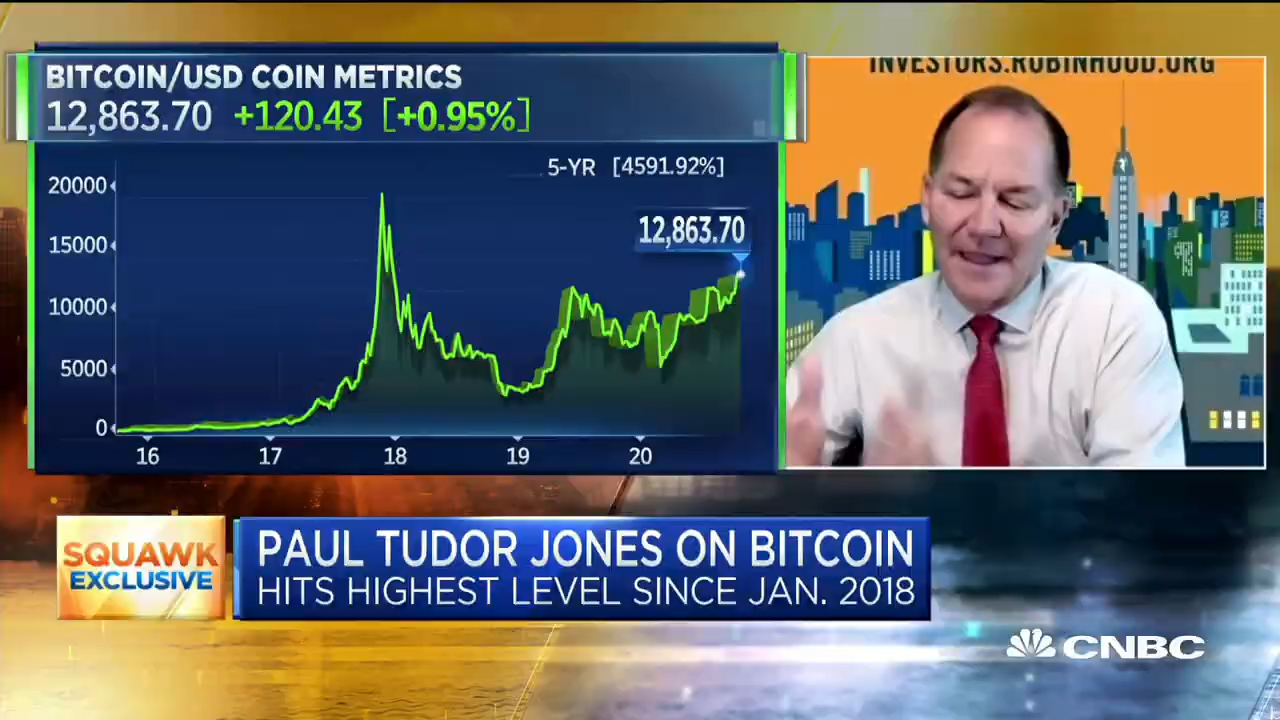 BITCOIN/USD COIN METRICS
12,863.70 +120.43 [+0.95%]
5-YR [4591.92%]
20000
15000
10000
5000
0
12,863.70
16 17 18 19 20
INVESTORS.ROBINHOOD.ORG
SQUAWK
EXCLUSIVE
PAUL TUDOR JONES ON BITCOIN
HITS HIGHEST LEVEL SINCE JAN. 2018
CNBC